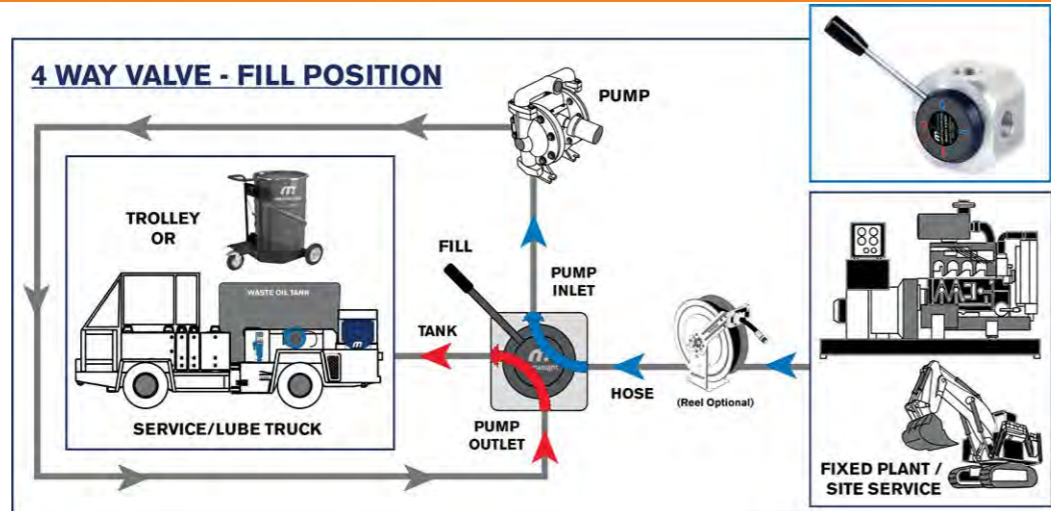 4 WAY VALVE - FILL POSITION
PUMP
TROLLEY
OR
FILL
PUMP
INLET
WASTE OIL TANK
TANK
HOSE
(Reel Optional)
SERVICE/LUBE TRUCK
PUMP
OUTLET
FIXED PLANT /
SITE SERVICE